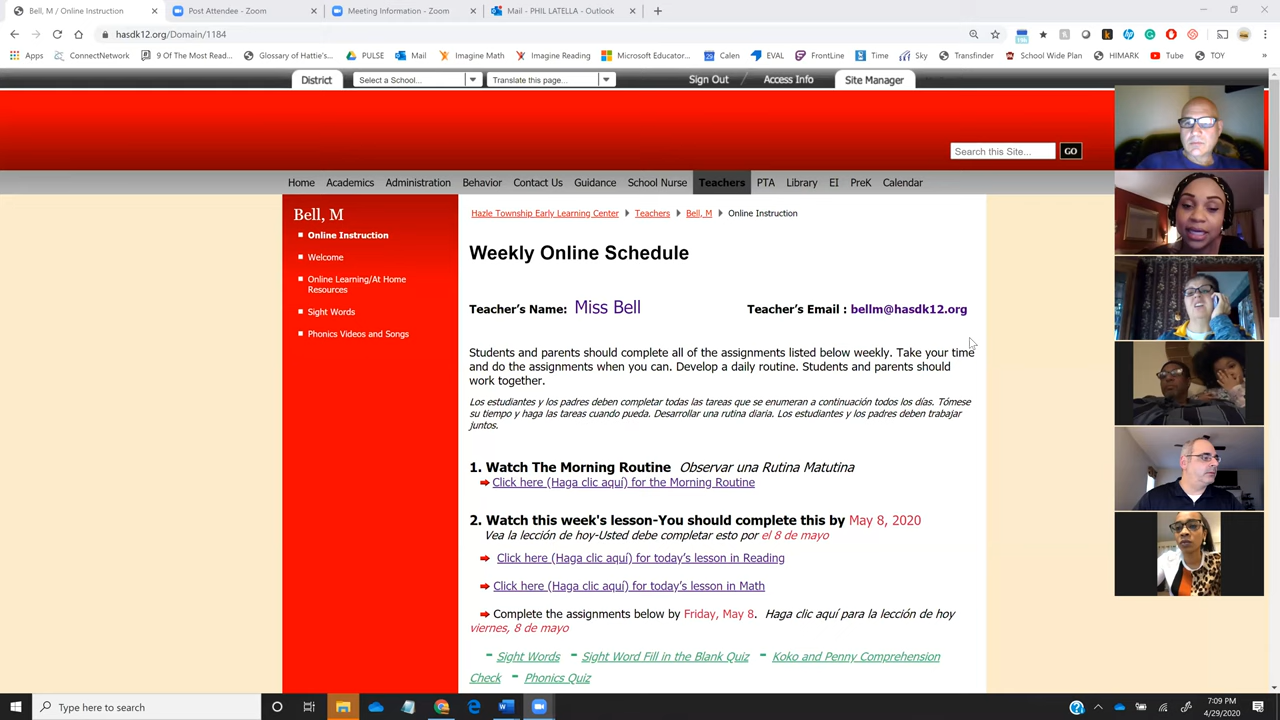 Bell, M / Online Instruction
Post Attendee - Zoom
Meeting Information - Zoom
Mail - PHIL LATELLA - Outlook
hasdk12.org/Domain/1184
Apps ConnectNetwork 9 Of The Most Read... Glossary of Hattie's... PULSE Mail Imagine Math Imagine Reading Microsoft Educator... Calen EVAL FrontLine Time Sky Transfinder School Wide Plan HIMARK TOY »
District Select a School... Translate this page... Sign Out / Access Info Site Manager
Search this Site... GO
Home Academics Administration Behavior Contact Us Guidance School Nurse Teachers PTA Library EI PreK Calendar
Bell, M
Online Instruction
Welcome
Online Learning/At Home
Resources
Sight Words
Phonics Videos and Songs
Hazle Township Early Learning Center Teachers Bell, M Online Instruction
Weekly Online Schedule
Teacher's Name: Miss Bell Teacher's Email : bellm@hasdk12.org
Students and parents should complete all of the assignments listed below weekly. Take your time
and do the assignments when you can. Develop a daily routine. Students and parents should
work together.
Los estudiantes y los padres deben completar todas las tareas que se enumeran a continuación todos los días. Tómese
su tiempo y haga las tareas cuando pueda. Desarrollar una rutina diaria. Los estudiantes y los padres deben trabajar
juntos.
1. Watch The Morning Routine Observar una Rutina Matutina
Click here (Haga clic aquí) for the Morning Routine
2. Watch this week's lesson-You should complete this by May 8, 2020
Vea la lección de hoy-Usted debe completar esto por el 8 de mayo
Click here (Haga clic aquí) for today's lesson in Reading
Click here (Haga clic aquí) for today's lesson in Math
Complete the assignments below by Friday, May 8. Haga clic aquí para la lección de hoy
viernes, 8 de mayo
- Sight Words - Sight Word Fill in the Blank Quiz - Koko and Penny Comprehension
Check - Phonics Quiz
Type here to search
7:09 PM
4/29/2020